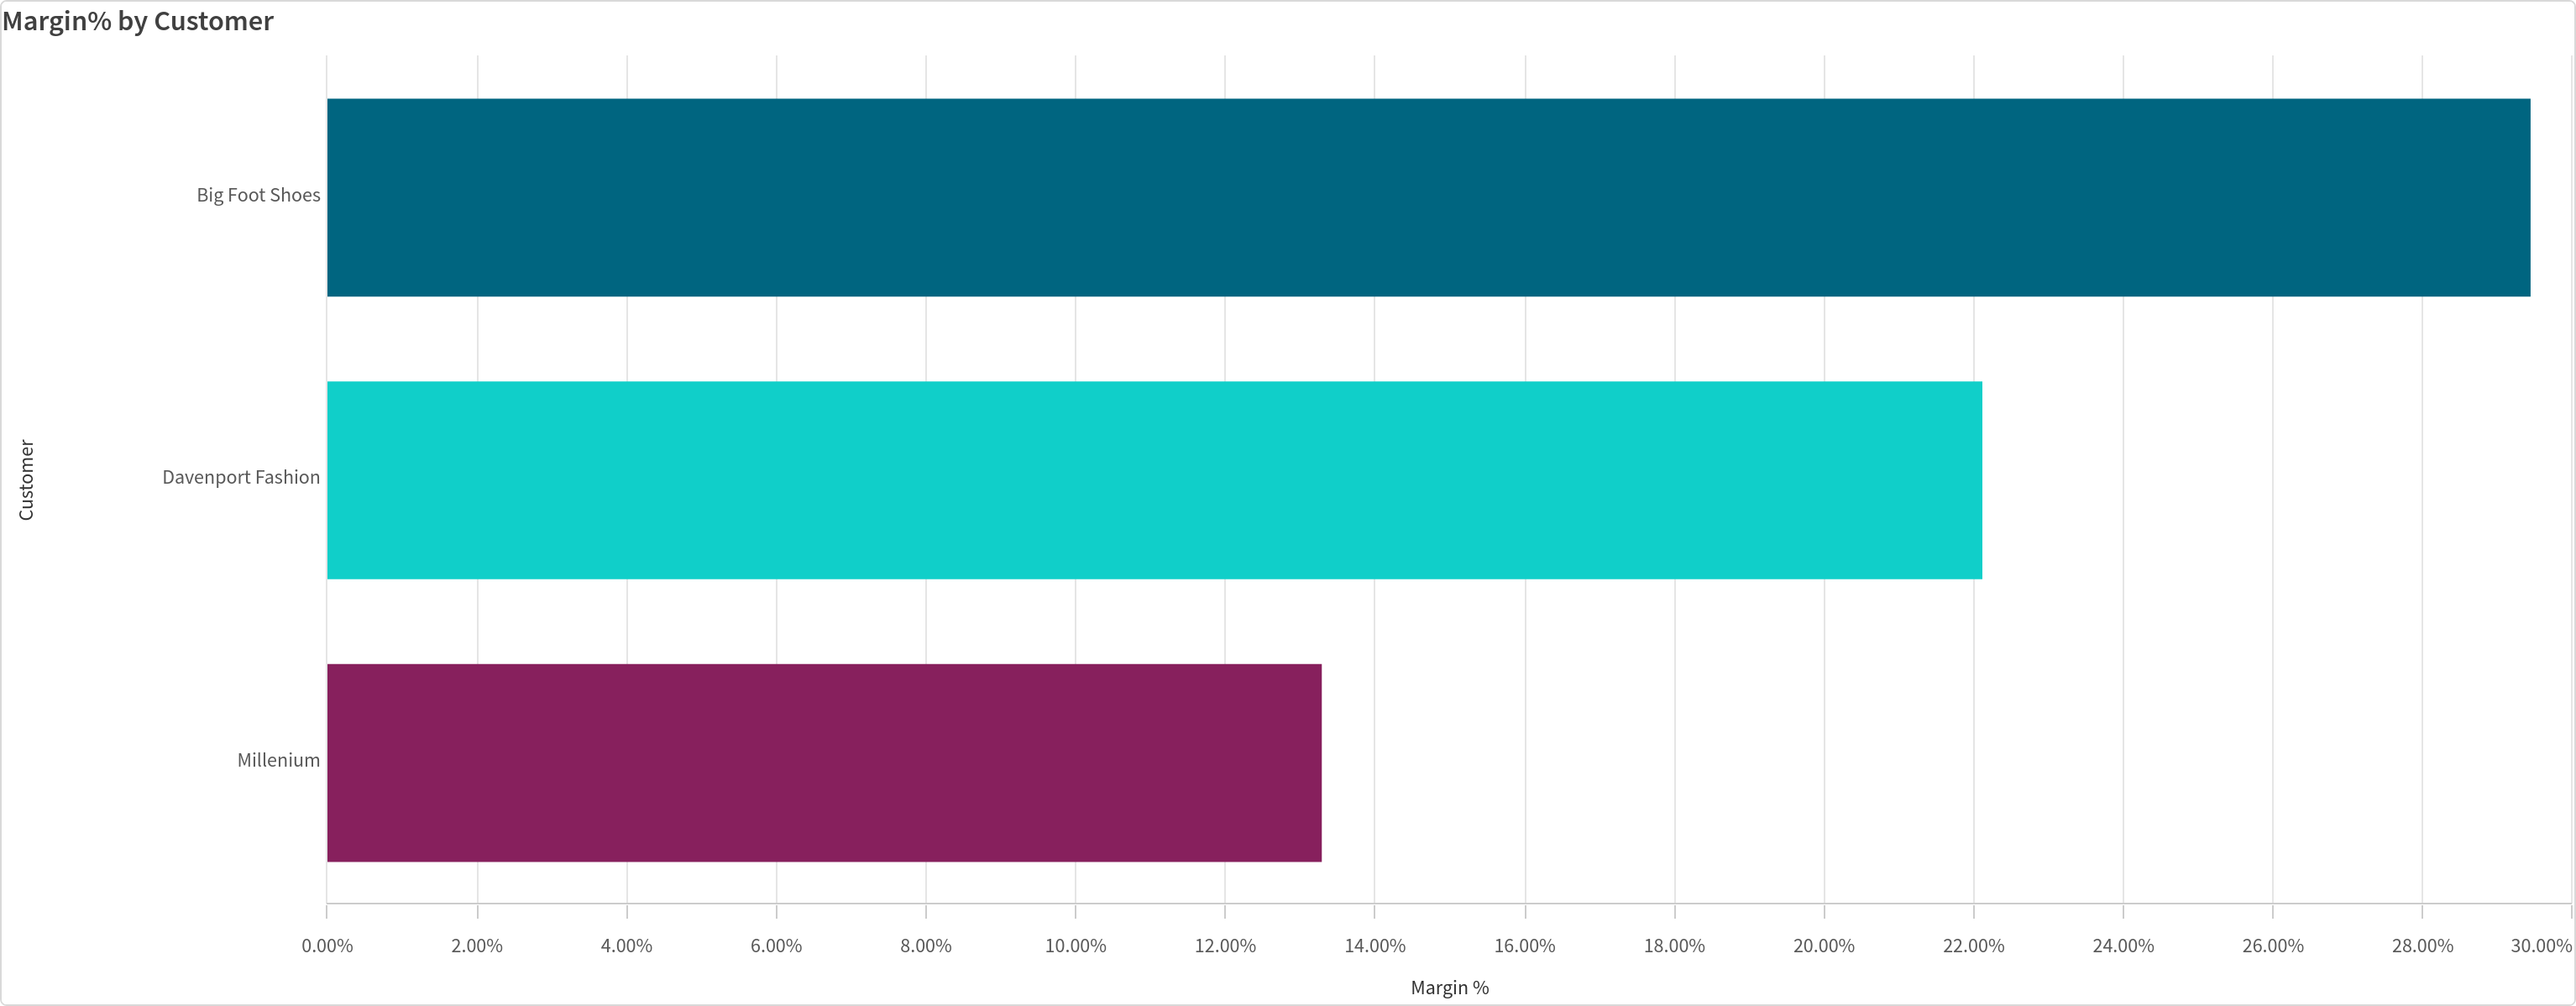 Margin% by Customer
Customer
Big Foot Shoes
Davenport Fashion
Millenium
0.00% 2.00% 4.00% 6.00% 8.00% 10.00% 12.00% 14.00% 16.00% 18.00% 20.00% 22.00% 24.00% 26.00% 28.00% 30.00%
Margin %